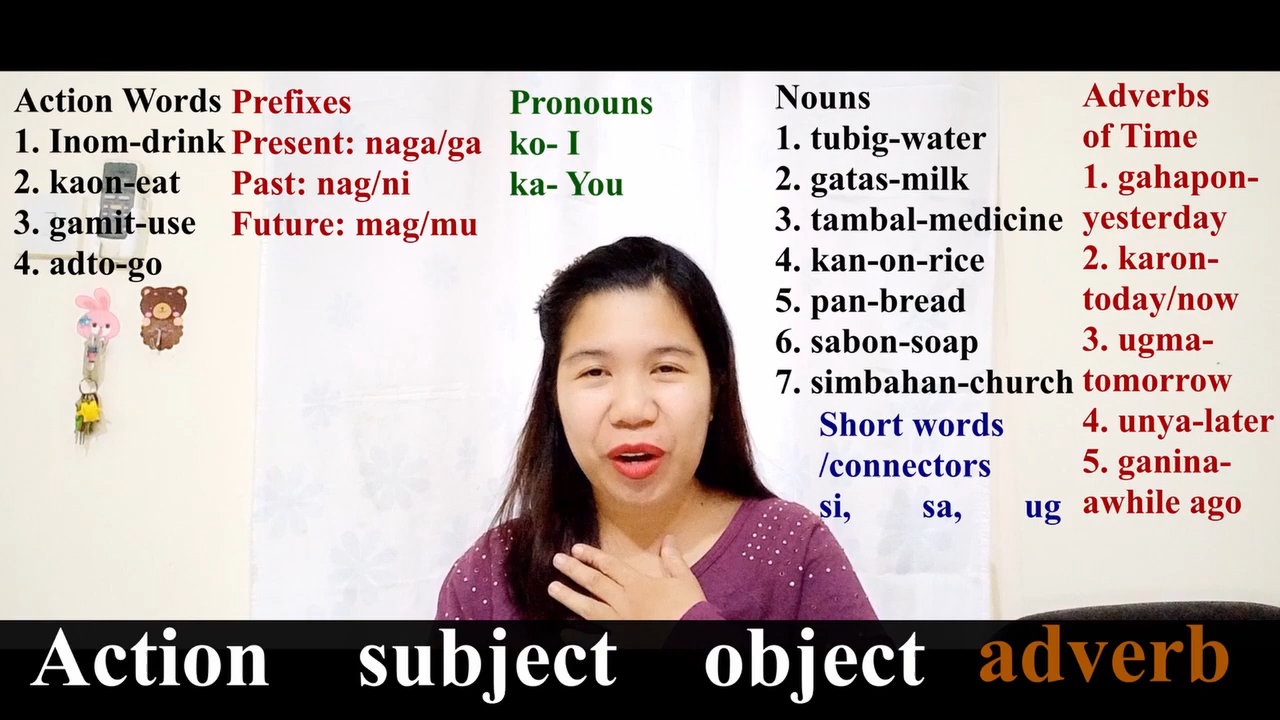 Action Words
1. Inom-drink
2. kaon-eat
3. gamit-use
4. adto-go
Prefixes
Present: naga/ga
Past: nag/ni
Future: mag/mu
Pronouns
ko- I
ka- You
Nouns
1. tubig-water
2. gatas-milk
3. tambal-medicine
4. kan-on-rice
5. pan-bread
6. sabon-soap
7. simbahan-church
Short words
/connectors
si, sa, ug
Adverbs
of Time
1. gahapon-
yesterday
2. karon-
today/now
3. ugma-
tomorrow
4. unya-later
5. ganina-
awhile ago
Action subject object adverb